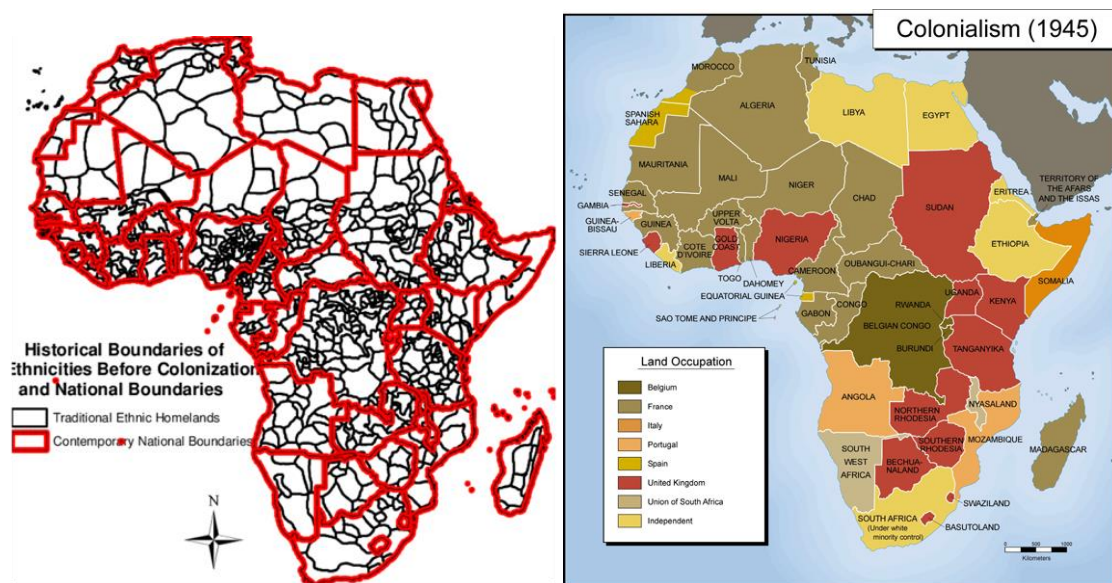 Historical Boundaries of
Ethnicities Before Colonization
and National Boundaries
Traditional Ethnic Homelands
Contemporary National Boundaries
N
Colonialism (1945)
MOROCCO
TUNISIA
ALGERIA
LIBYA
EGYPT
SPANISH
SAHARA
MAURITANIA
MALI
NIGER
CHAD
SUDAN
ERITREA
TERRITORY OF
THE AFARS
AND THE ISSAS
SENEGAL
GAMBIA
GUINEA-
BISSAU
GUINEA
UPPER
VOLTA
NIGERIA
SIERRA LEONE
LIBERIA
COTE
D'IVOIRE
GOLD
COAST
TOGO
DAHOMEY
CAMEROON
OUBANGUI-CHARI
ETHIOPIA
SOMALIA
EQUATORIAL GUINEA
SAO TOME AND PRINCIPE
GABON
CONGO
RWANDA
UGANDA
KENYA
BELGIAN CONGO
BURUNDI
TANGANYIKA
ANGOLA
NORTHERN
RHODESIA
NYASALAND
MOZAMBIQUE
SOUTH
WEST
AFRICA
BECHUA-
NALAND
SOUTHERN
RHODESIA
MADAGASCAR
SWAZILAND
SOUTH AFRICA
(Under white
minority control)
BASUTOLAND
Land Occupation
Belgium
France
Italy
Portugal
Spain
United Kingdom
Union of South Africa
Independent
0 500 1000
Kilometers